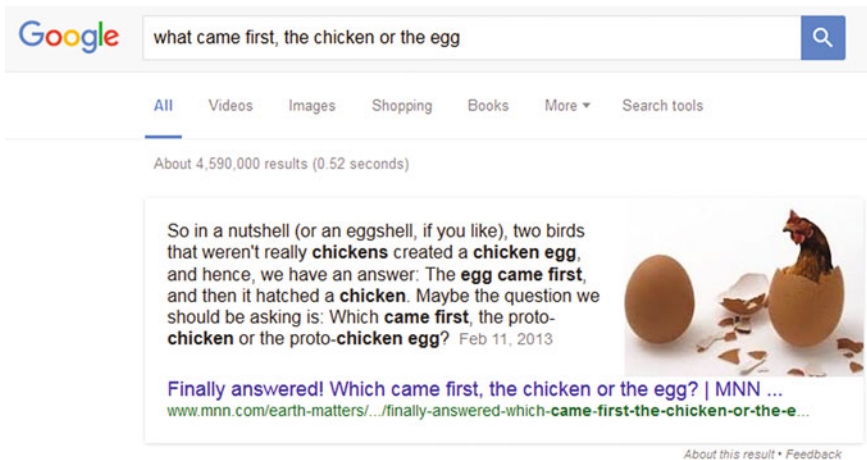 Google what came first, the chicken or the egg
All Videos Images Shopping Books More Search tools
About 4,590,000 results (0.52 seconds)
So in a nutshell (or an eggshell, if you like), two birds
that weren't really chickens created a chicken egg,
and hence, we have an answer: The egg came first,
and then it hatched a chicken. Maybe the question we
should be asking is: Which came first, the proto-
chicken or the proto-chicken egg? Feb 11, 2013
Finally answered! Which came first, the chicken or the egg? | MNN ...
www.mnn.com/earth-matters/.../finally-answered-which-came-first-the-chicken-or-the-e...
About this result • Feedback